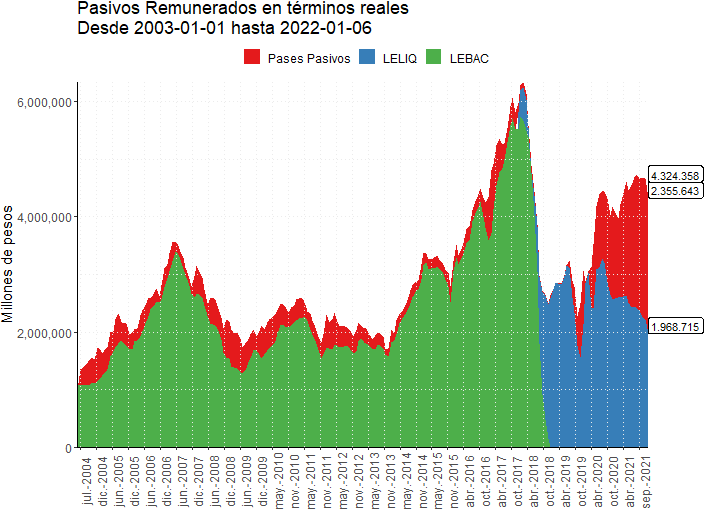 Pasivos Remunerados en términos reales
Desde 2003-01-01 hasta 2022-01-06
Pases Pasivos LELIQ LEBAC
Millones de pesos
6,000,000
4,000,000
2,000,000
0
4.324.358
2.355.643
1.968.715
jul.-2004
dic.-2004
jun.-2005
dic.-2005
jun.-2006
dic.-2006
jun.-2007
dic.-2007
jun.-2008
dic.-2008
jun.-2009
dic.-2009
may.-2010
nov.-2010
may.-2011
nov.-2011
may.-2012
nov.-2012
may.-2013
nov.-2013
may.-2014
nov.-2014
may.-2015
nov.-2015
abr.-2016
oct.-2016
abr.-2017
oct.-2017
abr.-2018
oct.-2018
abr.-2019
oct.-2019
abr.-2020
oct.-2020
abr.-2021
sep.-2021